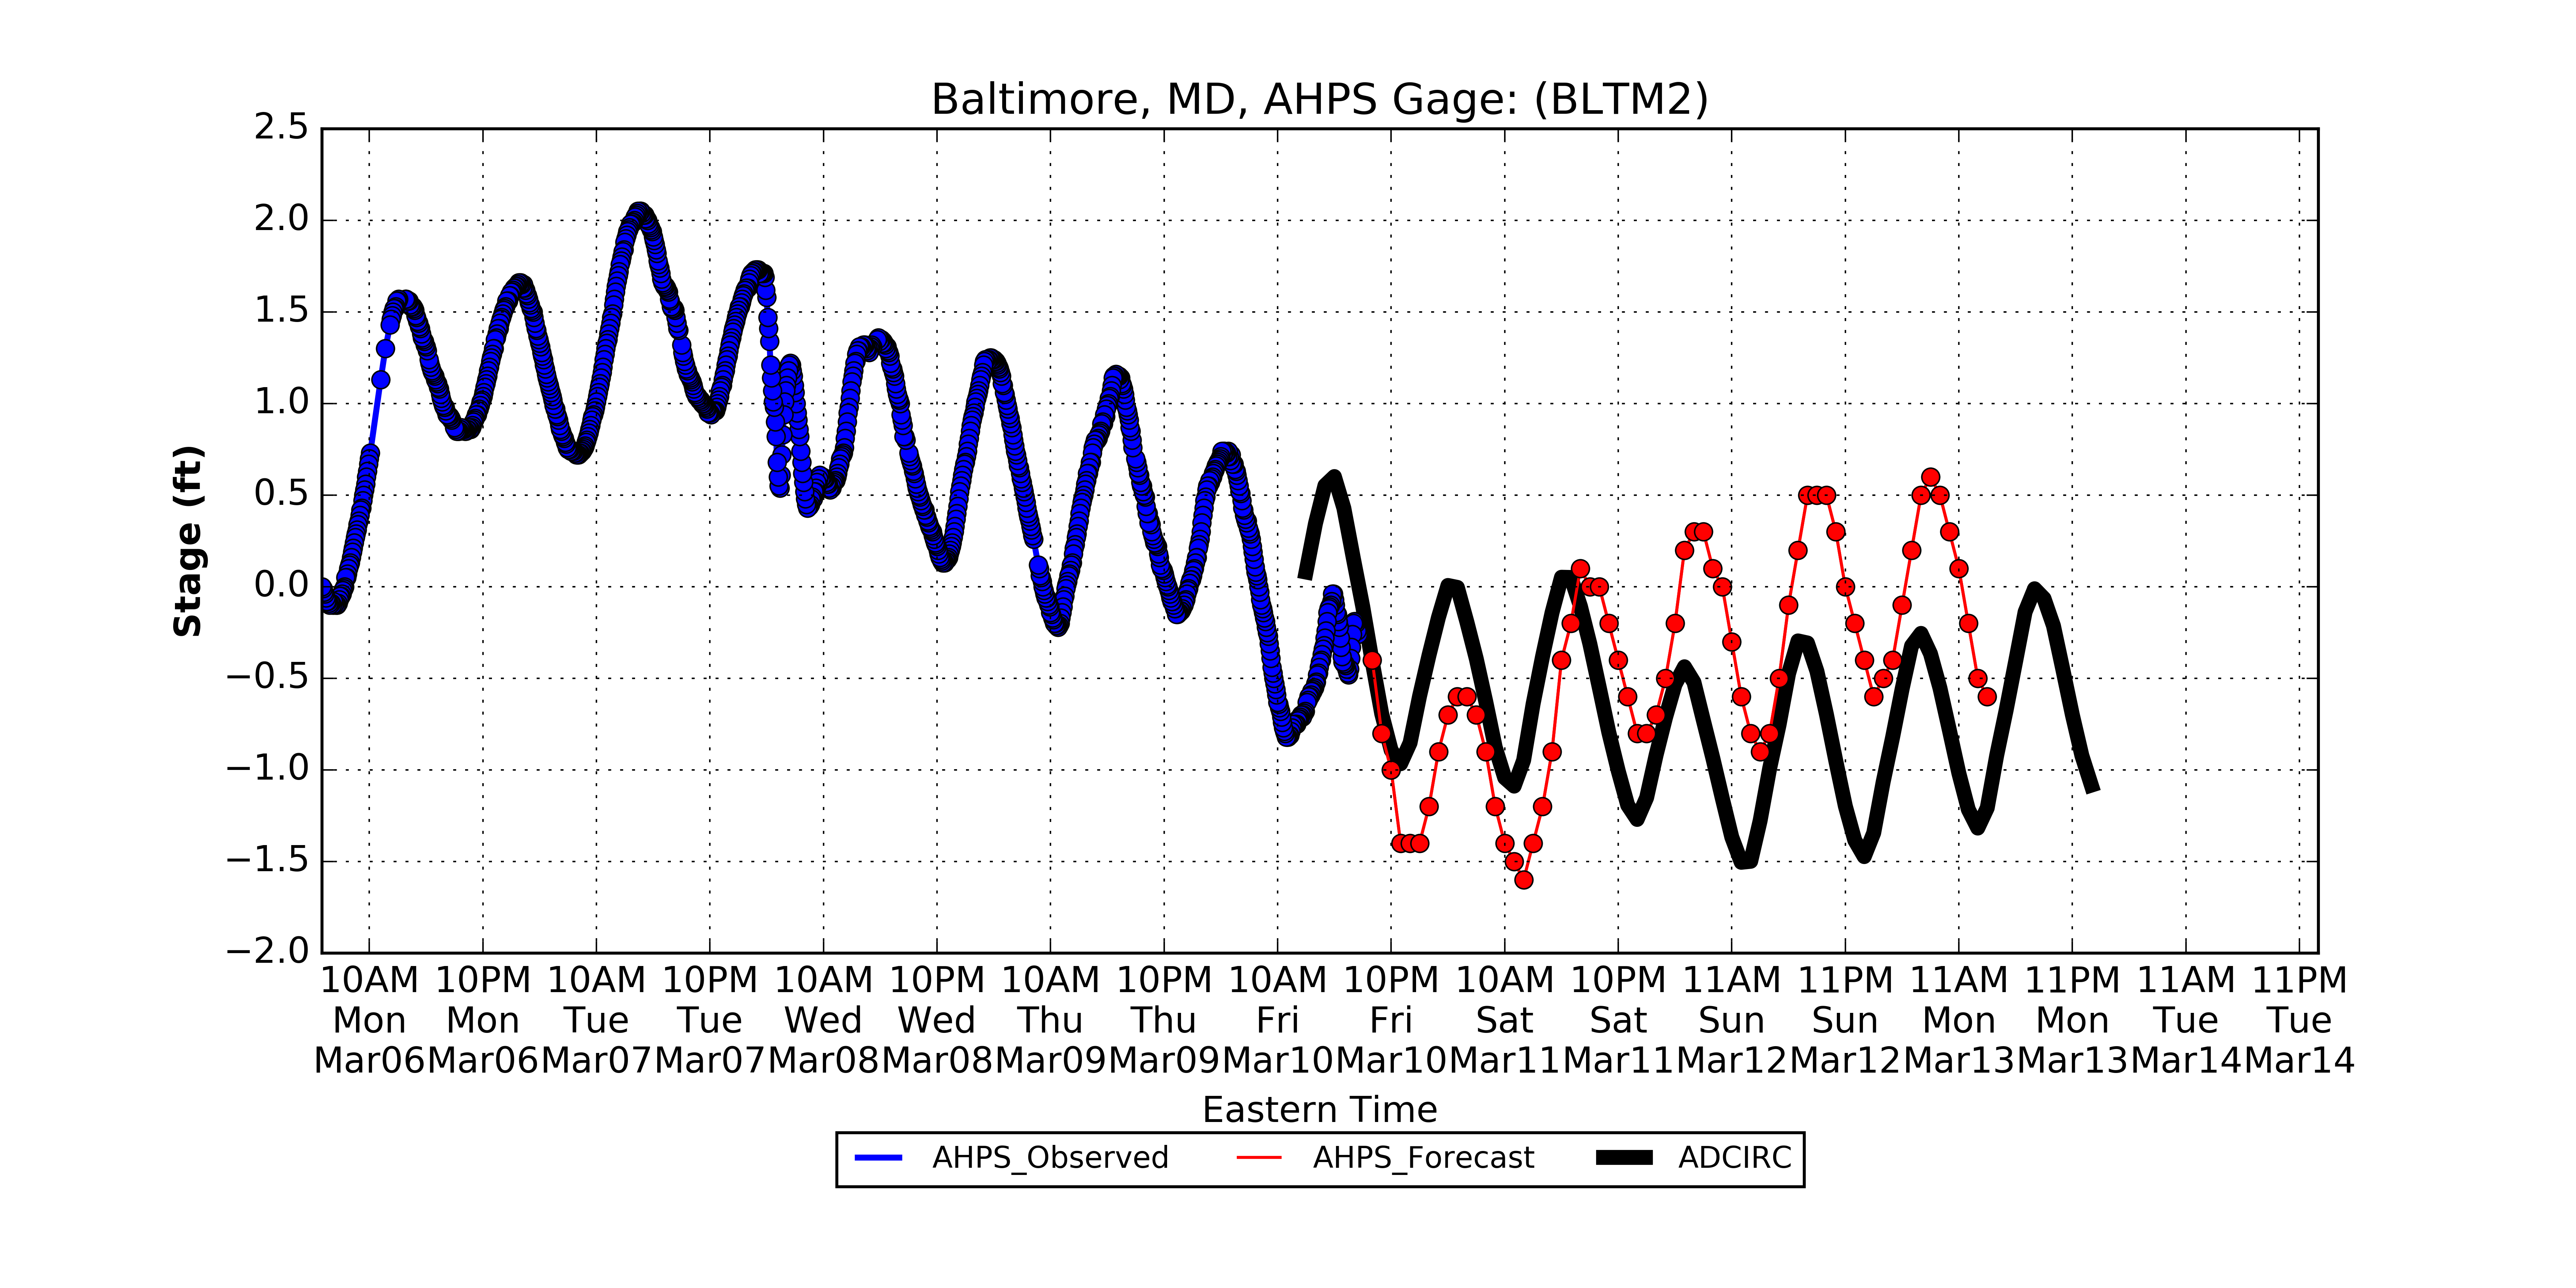 Baltimore, MD, AHPS Gage: (BLTM2)
2.5
2.0
1.5
1.0
0.5
0.0
−0.5
−1.0
−1.5
−2.0
Stage (ft)
10AM 10PM 10AM 10PM 10AM 10PM 10AM 10PM 10AM 10PM 10AM 10PM 11AM 11PM 11AM 11PM 11AM 11PM
Mon Mon Tue Tue Wed Wed Thu Thu Fri Fri Sat Sat Sun Sun Mon Mon Tue Tue
Mar06 Mar06 Mar07 Mar07 Mar08 Mar08 Mar09 Mar09 Mar10 Mar10 Mar11 Mar11 Mar12 Mar12 Mar13 Mar13 Mar14 Mar14
Eastern Time
AHPS_Observed AHPS_Forecast ADCIRC